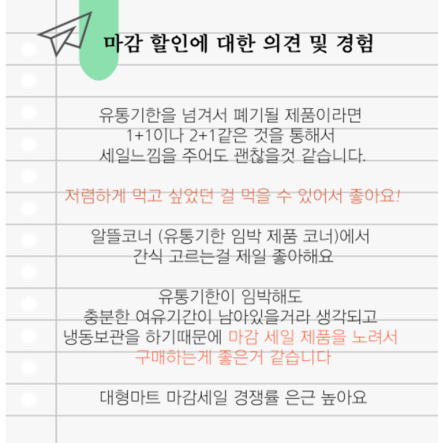 마감 할인에 대한 의견 및 경험
유통기한을 넘겨서 폐기될 제품이라면
1+1이나 2+1같은 것을 통해서
세일느낌을 주어도 괜찮을것 같습니다.
저렴하게 먹고 싶었던 걸 먹을 수 있어서 좋아요!
알뜰코너 (유통기한 임박 제품 코너)에서
간식 고르는걸 제일 좋아해요
유통기한이 임박해도
충분한 여유기간이 남아있을거라 생각되고
냉동보관을 하기때문에 마감 세일 제품을 노려서
구매하는게 좋은거 같습니다
대형마트 마감세일 경쟁률 은근 높아요